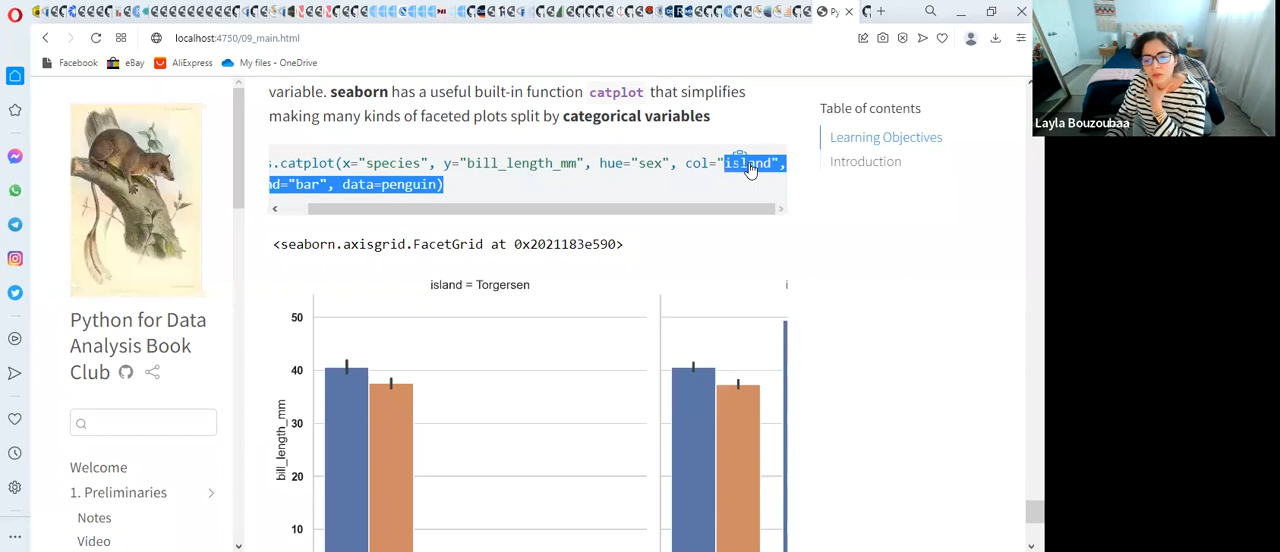 Py
localhost:4750/09_main.html
Facebook
eBay
AliExpress
My files - OneDrive
Layla Bouzoubaa
variable. seaborn has a useful built-in function catplot that simplifies
making many kinds of faceted plots split by categorical variables
s.catplot(x="species", y="bill_length_mm", hue="sex", col="island",
nd="bar", data=penguin)
<seaborn.axisgrid.FacetGrid at 0x2021183e590>
island = Torgersen
i
50
40
30
20
10
bill_length_mm
Python for Data
Analysis Book
Club
Welcome
1. Preliminaries
Notes
Video
Table of contents
Learning Objectives
Introduction